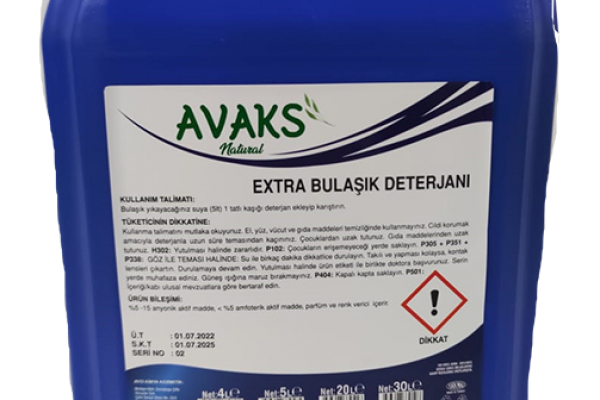 AVAKS
Natural
EXTRA BULAŞIK DETERJANI
KULLANIM TALİMATI:
Bulaşık yıkayacağınız suya (5lt) 1 tatlı kaşığı deterjan ekleyip karıştırın.
TÜKETİCİNİN DİKKATİNE:
Kullanma talimatını mutlaka okuyunuz. El, yüz, vücut ve gıda maddeleri temizliğinde kullanmayınız. Cildi korumak
amacıyla deterjanla uzun süre temasından kaçınınız. Çocuklardan uzak tutunuz. Gıda maddelerinden uzak
tutunuz. H302: Yutulması halinde zararlıdır. P102: Çocukların erişemeyeceği yerde saklayın. P305 + P351 +
P338: GÖZ İLE TEMASI HALİNDE: Su ile birkaç dakika dikkatlice durulayın. Takılı ve yapması kolaysa, kontak
lensleri çıkartın. Durulamaya devam edin. Yutulması halinde ürün etiketi ile birlikte doktora başvurunuz. Serin
yerde muhafaza ediniz. Güneş ışığına maruz bırakmayınız. P404: Kapalı kapta saklayın. P501:
İçeriği/kabı ulusal mevzuatlara göre bertaraf edin.
ÜRÜN BİLEŞİMİ:
%5 -15 anyonik aktif madde, < %5 amfoterik aktif madde, parfüm ve renk verici içerir.
Ü.T : 01.07.2022
S.K.T : 01.07.2025
SERİ NO : 02
DİKKAT
Net:4L℮ Net:5L℮ Net:20L℮ Net:30L℮